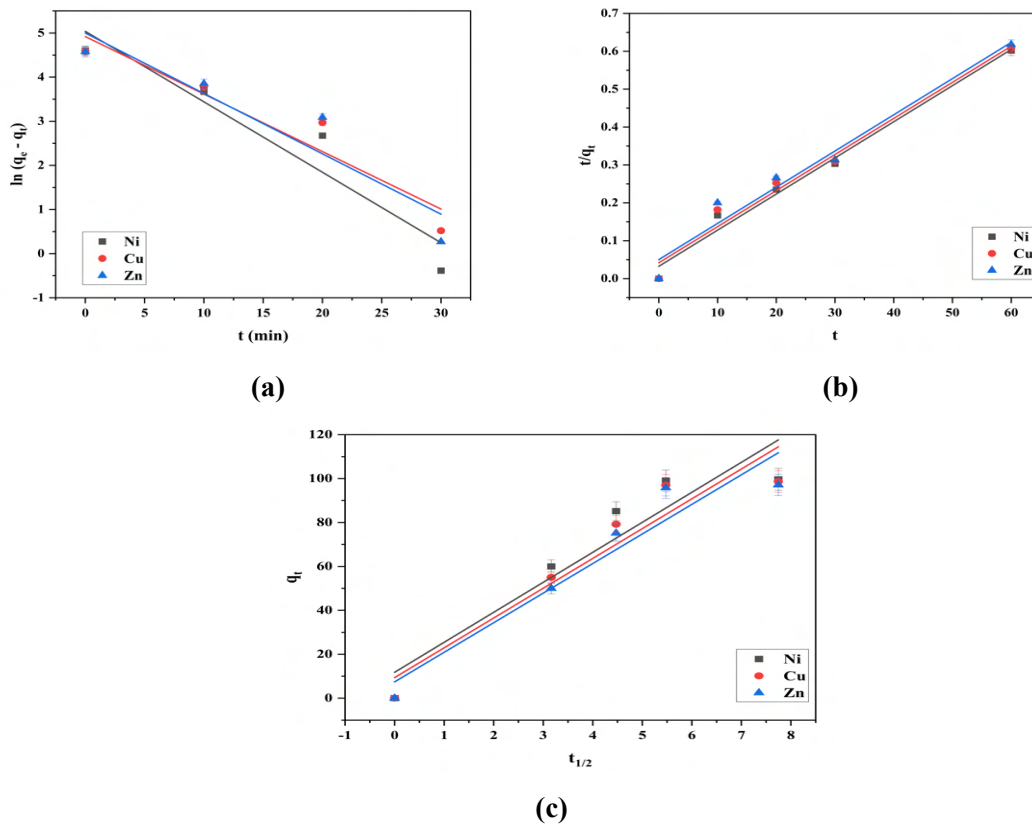 5
4
3
2
1
0
-1
ln (qₑ - qₜ)
0 5 10 15 20 25 30
t (min)
Ni
Cu
Zn
(a)
0.7
0.6
0.5
0.4
0.3
0.2
0.1
0.0
t/qₜ
0 10 20 30 40 50 60
t
Ni
Cu
Zn
(b)
120
100
80
60
40
20
0
qₜ
-1 0 1 2 3 4 5 6 7 8
t₁/₂
Ni
Cu
Zn
(c)